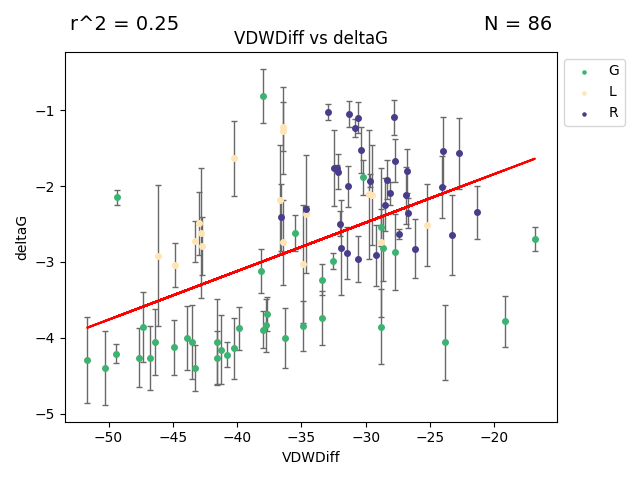 r^2 = 0.25
N = 86
VDWDiff vs deltaG
G
L
R
−1
−2
−3
−4
−5
deltaG
−50
−45
−40
−35
−30
−25
−20
VDWDiff